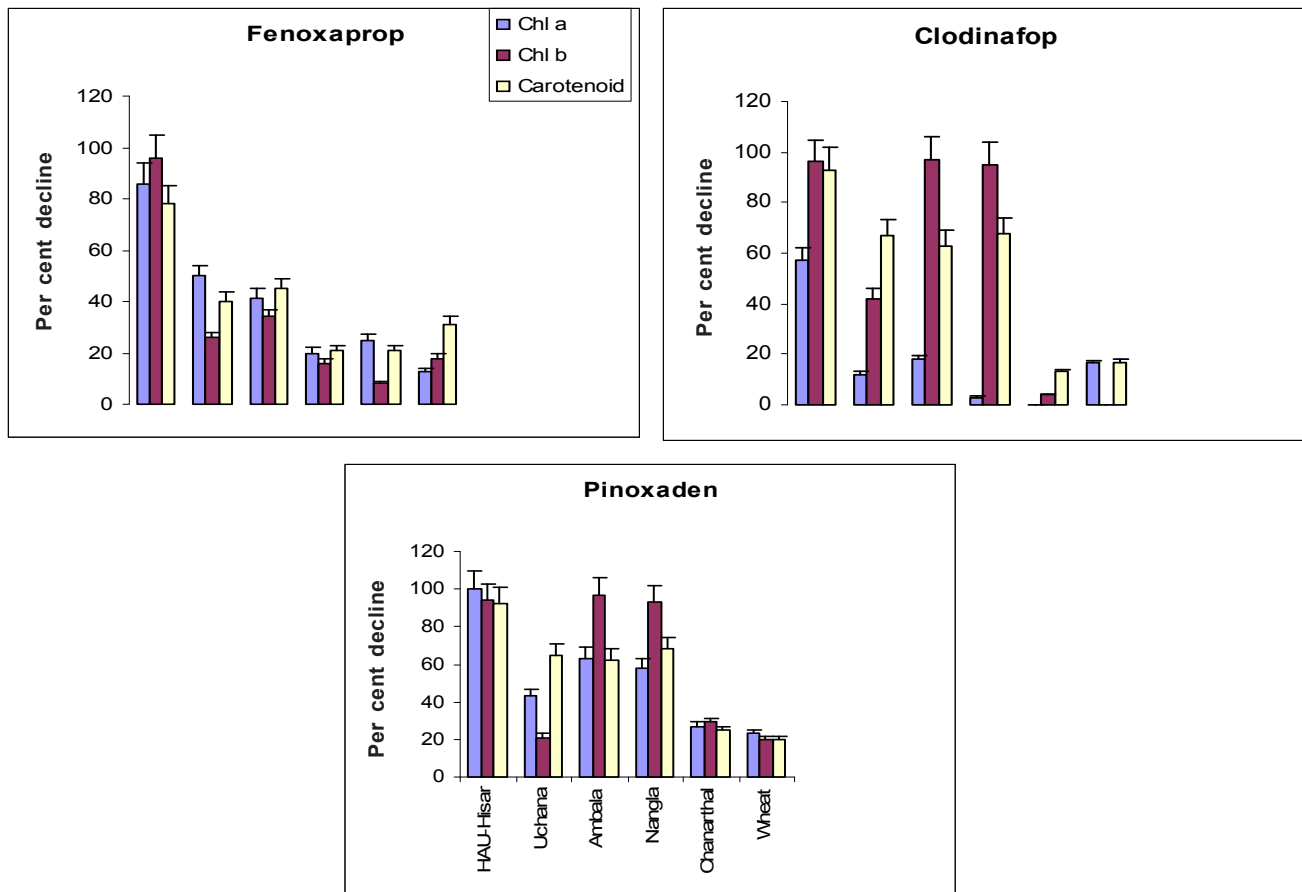 Fenoxaprop
Chl a
Chl b
Carotenoid
Per cent decline
120
100
80
60
40
20
0
Clodinafop
Per cent decline
120
100
80
60
40
20
0
Pinoxaden
Per cent decline
120
100
80
60
40
20
0
HAU-Hisar
Uchana
Ambala
Nangla
Chanarthal
Wheat